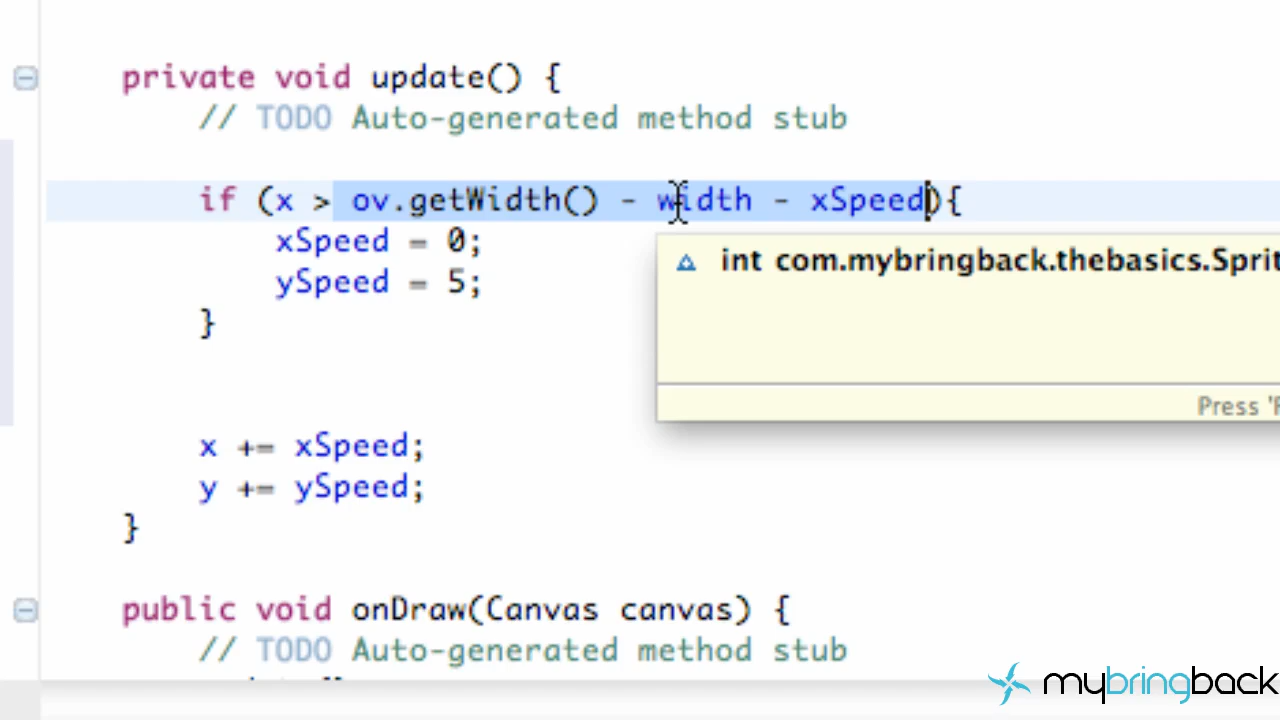 private void update() {
// TODO Auto-generated method stub
if (x > ov.getWidth() - width - xSpeed){
xSpeed = 0;
int com.mybringback.thebasics.Sprit
ySpeed = 5;
}
Press '
x += xSpeed;
y += ySpeed;
}
public void onDraw(Canvas canvas) {
// TODO Auto-generated method stub
mybringback